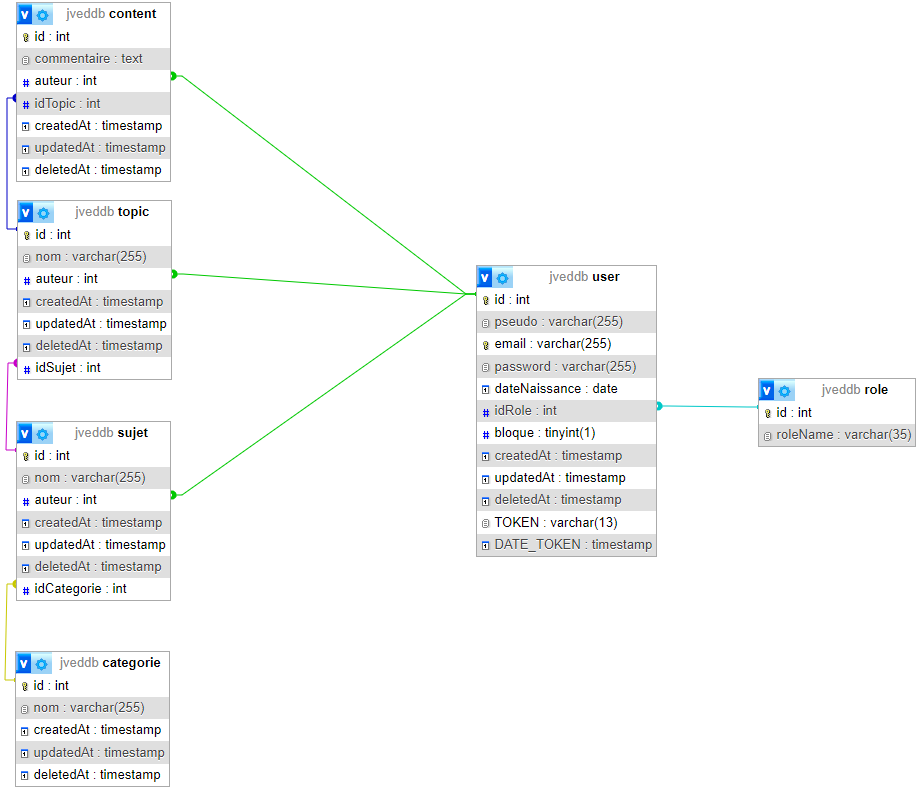 v jveddb content
id : int
commentaire : text
# auteur : int
# idTopic : int
createdAt : timestamp
updatedAt : timestamp
deletedAt : timestamp
v jveddb topic
id : int
nom : varchar(255)
# auteur : int
createdAt : timestamp
updatedAt : timestamp
deletedAt : timestamp
# idSujet : int
v jveddb sujet
id : int
nom : varchar(255)
# auteur : int
createdAt : timestamp
updatedAt : timestamp
deletedAt : timestamp
# idCategorie : int
v jveddb categorie
id : int
nom : varchar(255)
createdAt : timestamp
updatedAt : timestamp
deletedAt : timestamp
v jveddb user
id : int
pseudo : varchar(255)
email : varchar(255)
password : varchar(255)
dateNaissance : date
# idRole : int
# bloque : tinyint(1)
createdAt : timestamp
updatedAt : timestamp
deletedAt : timestamp
TOKEN : varchar(13)
DATE_TOKEN : timestamp
v jveddb role
id : int
roleName : varchar(35)